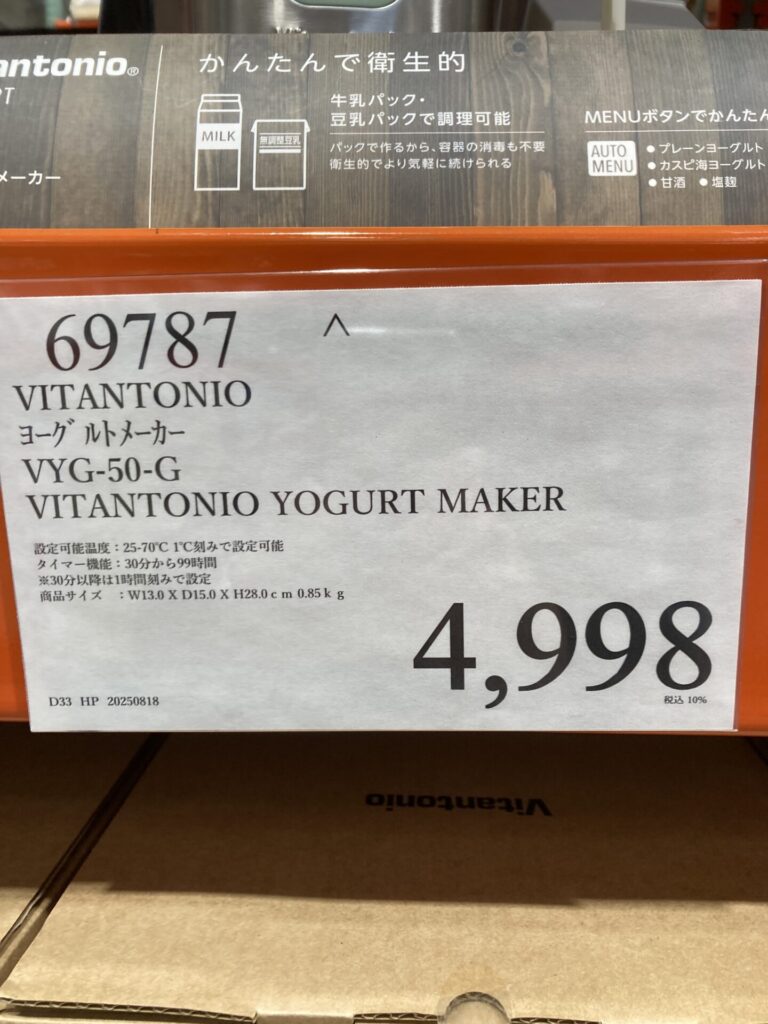 antonio®
かんたんで衛生的
MILK
無調整豆乳
牛乳パック・
豆乳パックで調理可能
パックで作るから、容器の消毒も不要
衛生的でより気軽に続けられる
メーカー
MENUボタンでかんたん
AUTO
MENU
●プレーンヨーグルト
●カスピ海ヨーグルト
●甘酒 ●塩麹
69787 ^
VITANTONIO
ヨーグルトメーカー
VYG-50-G
VITANTONIO YOGURT MAKER
設定可能温度:25-70℃ 1℃刻みで設定可能
タイマー機能:30分から99時間
※30分以降は1時間刻みで設定
商品サイズ :W13.0 X D15.0 X H28.0ｃｍ 0.85ｋｇ
4,998
D33 HP 20250818
税込 10%
Vitantonio